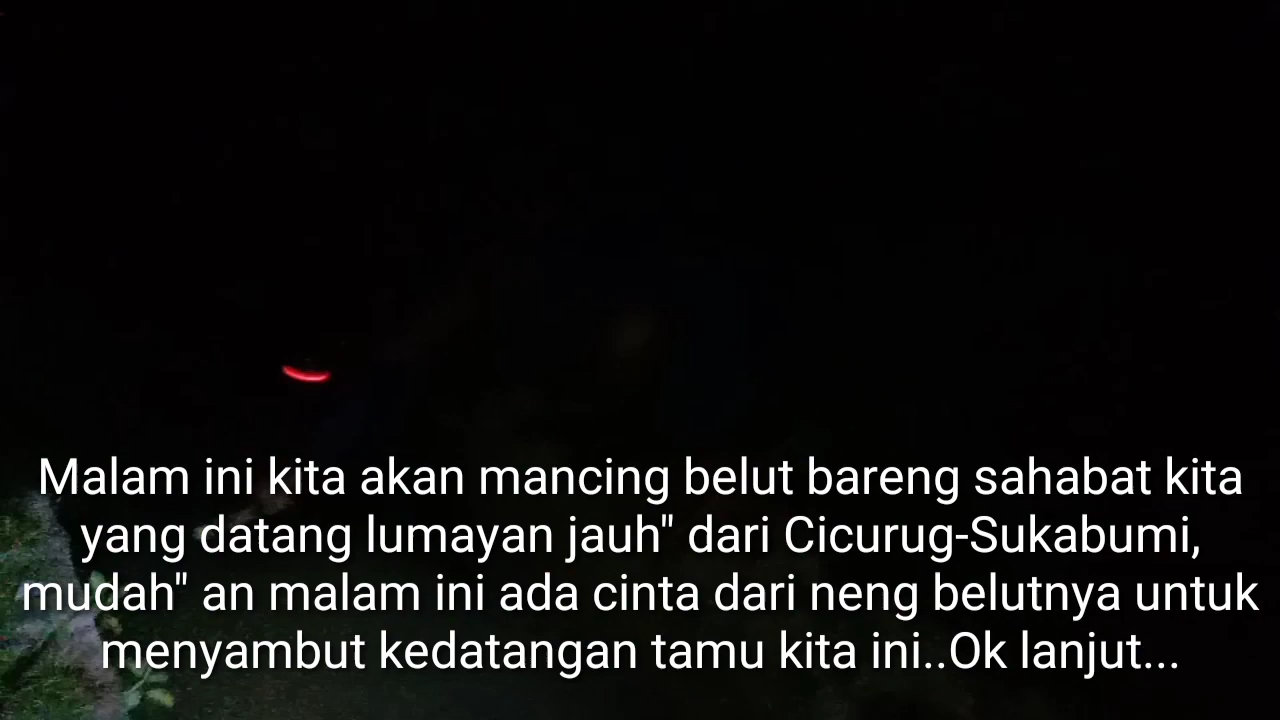 Malam ini kita akan mancing belut bareng sahabat kita
yang datang lumayan jauh" dari Cicurug-Sukabumi,
mudah" an malam ini ada cinta dari neng belutnya untuk
menyambut kedatangan tamu kita ini..Ok lanjut...